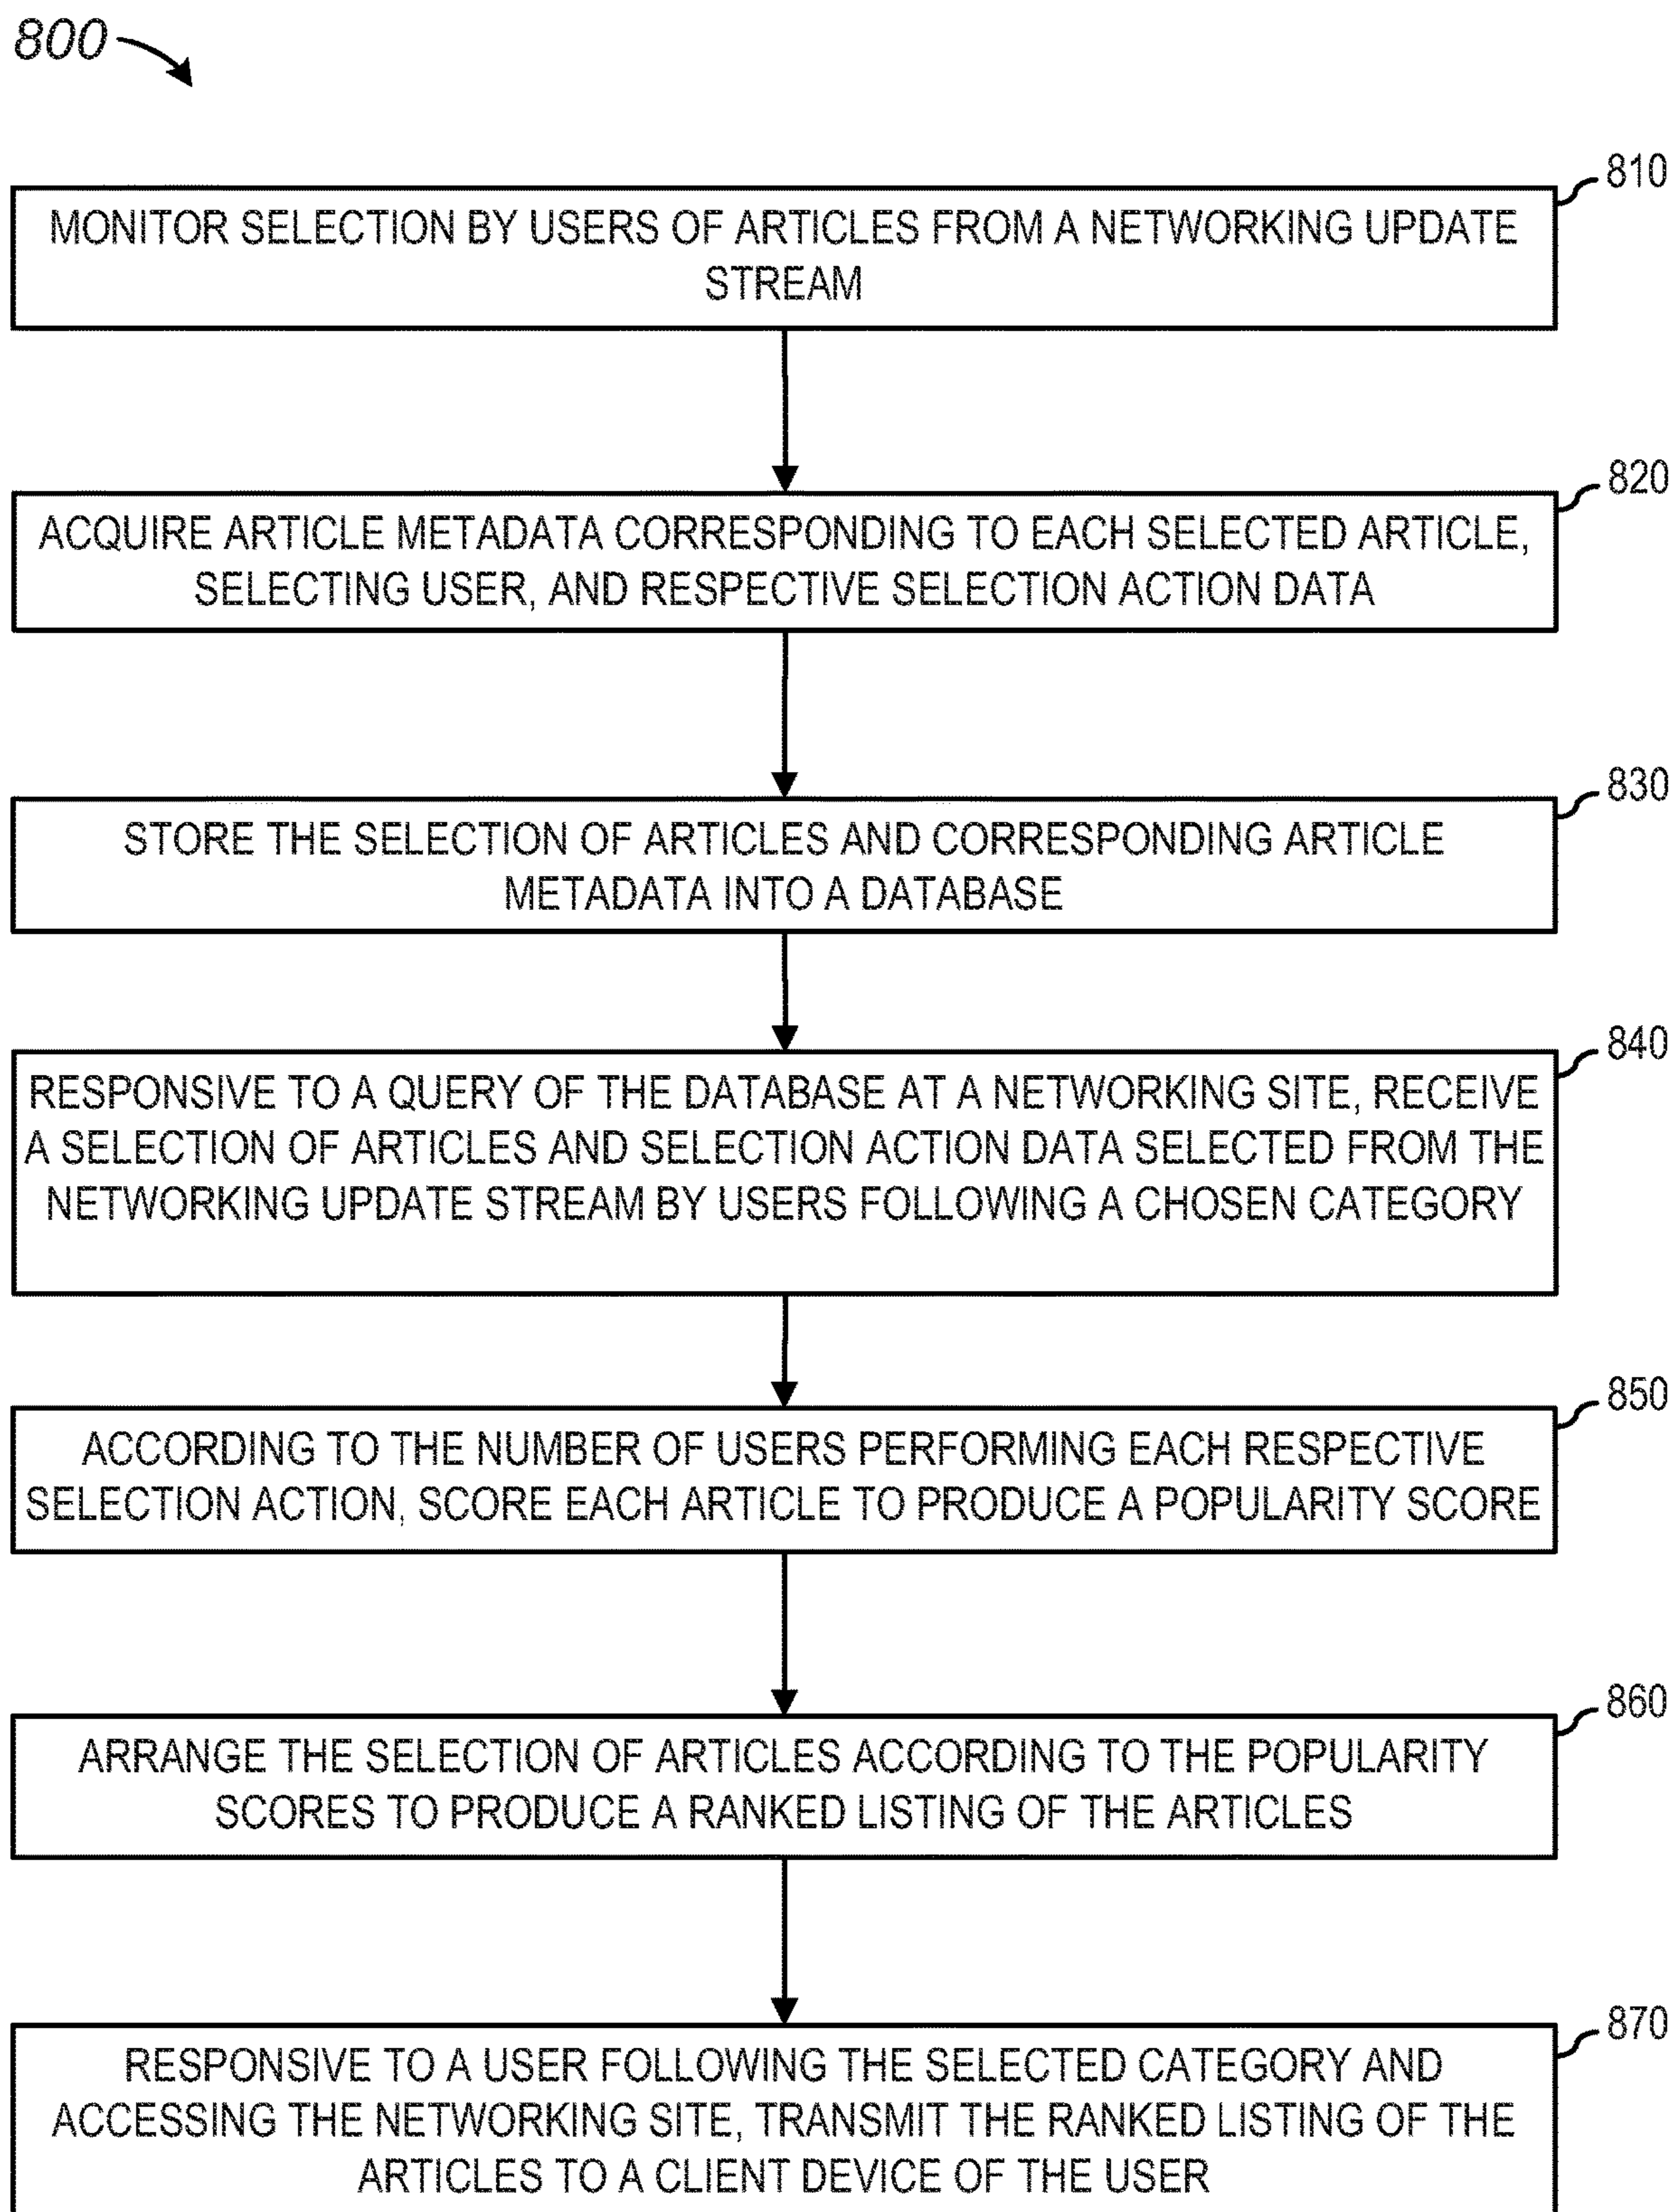 800
810
MONITOR SELECTION BY USERS OF ARTICLES FROM A NETWORKING UPDATE
STREAM
820
ACQUIRE ARTICLE METADATA CORRESPONDING TO EACH SELECTED ARTICLE,
SELECTING USER, AND RESPECTIVE SELECTION ACTION DATA
830
STORE THE SELECTION OF ARTICLES AND CORRESPONDING ARTICLE
METADATA INTO A DATABASE
840
RESPONSIVE TO A QUERY OF THE DATABASE AT A NETWORKING SITE, RECEIVE
A SELECTION OF ARTICLES AND SELECTION ACTION DATA SELECTED FROM THE
NETWORKING UPDATE STREAM BY USERS FOLLOWING A CHOSEN CATEGORY
850
ACCORDING TO THE NUMBER OF USERS PERFORMING EACH RESPECTIVE
SELECTION ACTION, SCORE EACH ARTICLE TO PRODUCE A POPULARITY SCORE
860
ARRANGE THE SELECTION OF ARTICLES ACCORDING TO THE POPULARITY
SCORES TO PRODUCE A RANKED LISTING OF THE ARTICLES
870
RESPONSIVE TO A USER FOLLOWING THE SELECTED CATEGORY AND
ACCESSING THE NETWORKING SITE, TRANSMIT THE RANKED LISTING OF THE
ARTICLES TO A CLIENT DEVICE OF THE USER